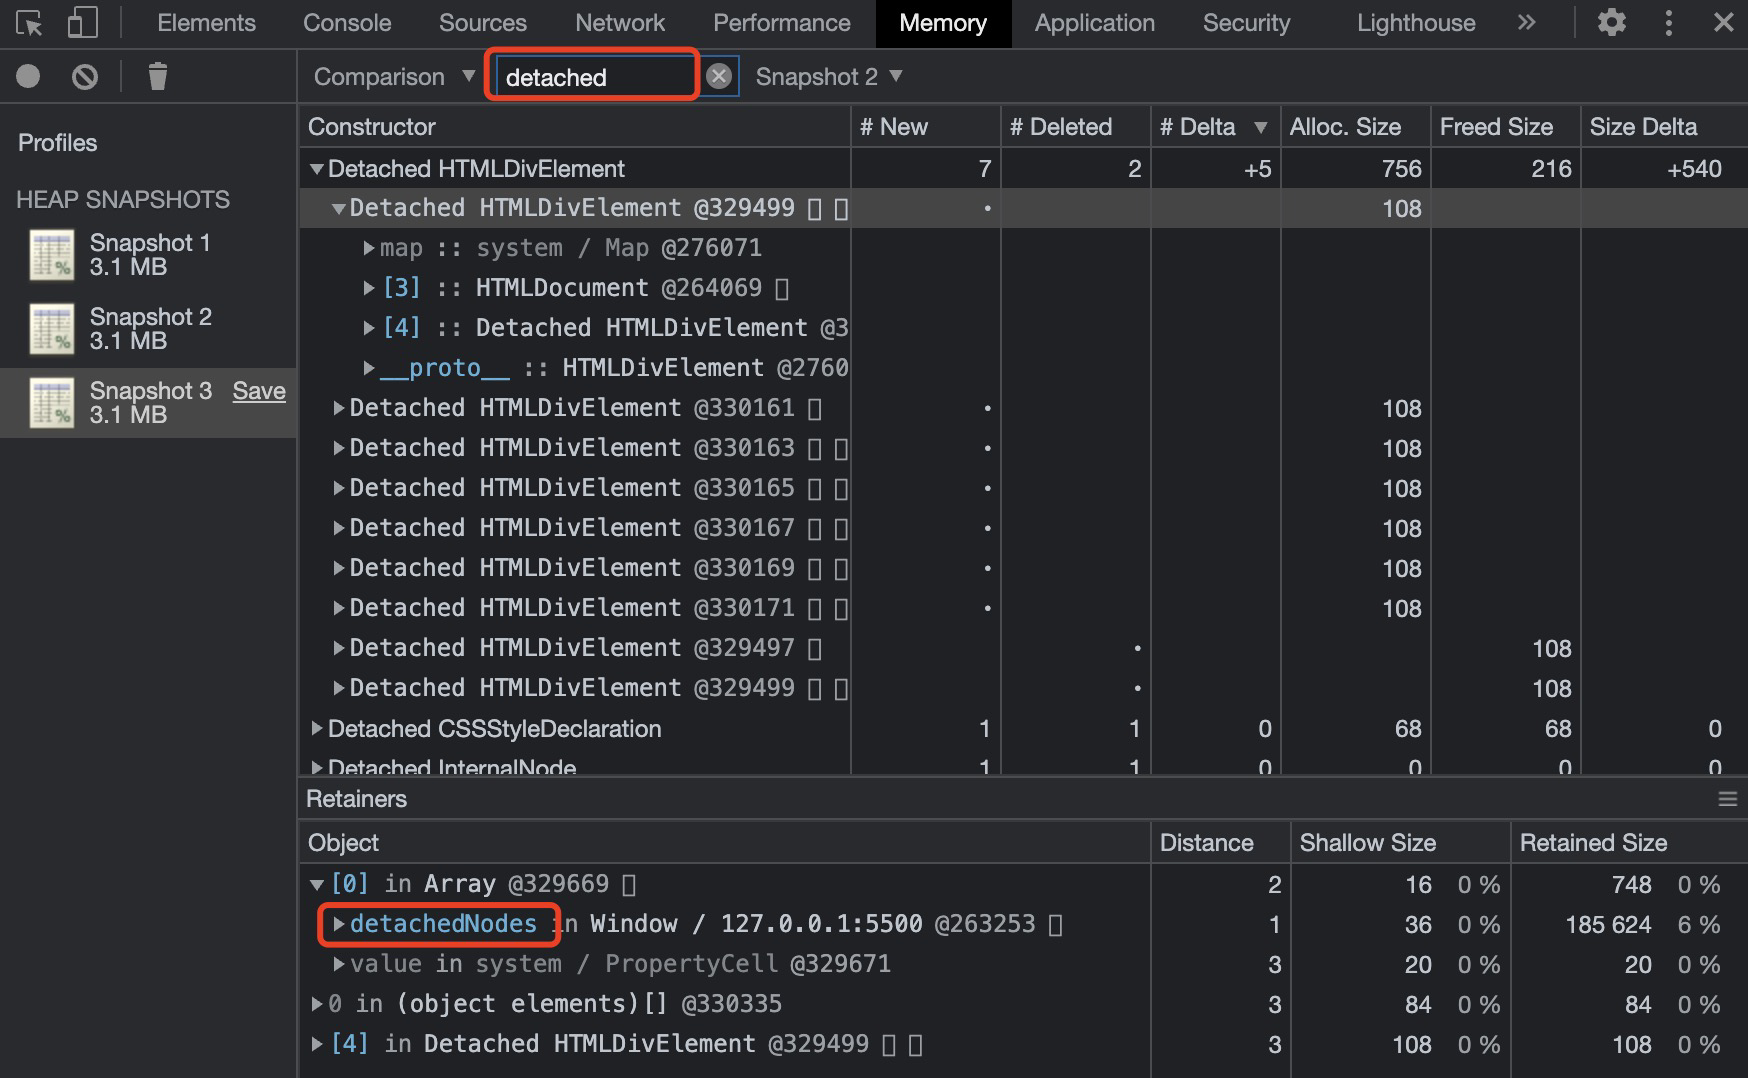 Elements Console Sources Network Performance Memory Application Security Lighthouse »
Comparison ▼ detached Snapshot 2 ▼
Profiles
HEAP SNAPSHOTS
Snapshot 1
3.1 MB
Snapshot 2
3.1 MB
Snapshot 3 Save
3.1 MB
Constructor # New # Deleted # Delta ▼ Alloc. Size Freed Size Size Delta
▼Detached HTMLDivElement 7 2 +5 756 216 +540
▼Detached HTMLDivElement @329499 • 108
▶map :: system / Map @276071
▶[3] :: HTMLDocument @264069
▶[4] :: Detached HTMLDivElement @3
▶__proto__ :: HTMLDivElement @2760
▶Detached HTMLDivElement @330161 • 108
▶Detached HTMLDivElement @330163 • 108
▶Detached HTMLDivElement @330165 • 108
▶Detached HTMLDivElement @330167 • 108
▶Detached HTMLDivElement @330169 • 108
▶Detached HTMLDivElement @330171 • 108
▶Detached HTMLDivElement @329497 • 108
▶Detached HTMLDivElement @329499 • 108
▶Detached CSSStyleDeclaration 1 1 0 68 68 0
▶Detached InternalNode 1 1 0 0 0 0
Retainers
Object Distance Shallow Size Retained Size
▼[0] in Array @329669 2 16 0 % 748 0 %
▶detachedNodes in Window / 127.0.0.1:5500 @263253 1 36 0 % 185 624 6 %
▶value in system / PropertyCell @329671 3 20 0 % 20 0 %
▶0 in (object elements)[] @330335 3 84 0 % 84 0 %
▶[4] in Detached HTMLDivElement @329499 3 108 0 % 108 0 %